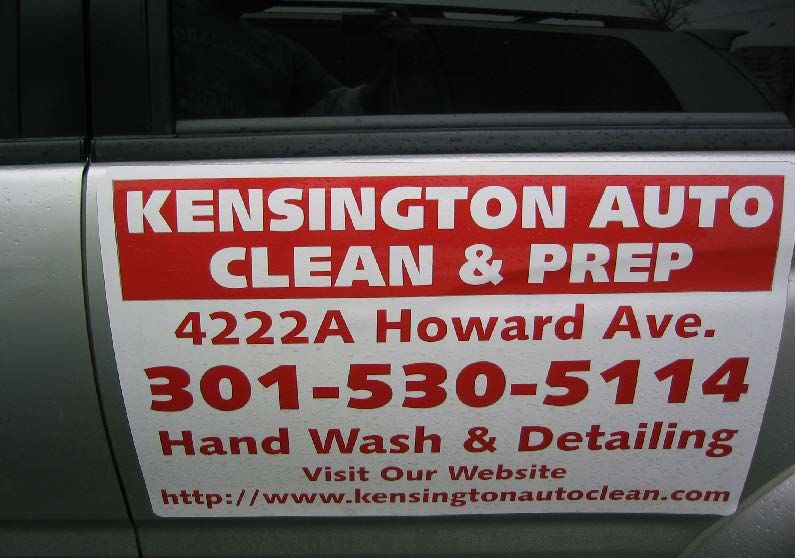 KENSINGTON AUTO
CLEAN & PREP
4222A Howard Ave.
301-530-5114
Hand Wash & Detailing
Visit Our Website
http://www.kensingtonautoclean.com